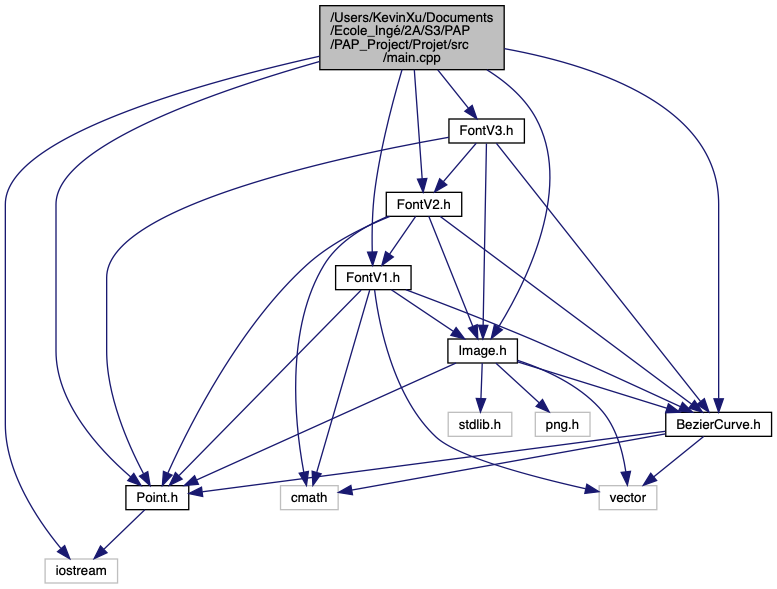 /Users/KevinXu/Documents
/Ecole_Ingé/2A/S3/PAP
/PAP_Project/Projet/src
/main.cpp
FontV3.h
FontV2.h
FontV1.h
Image.h
stdlib.h
png.h
BezierCurve.h
Point.h
cmath
vector
iostream